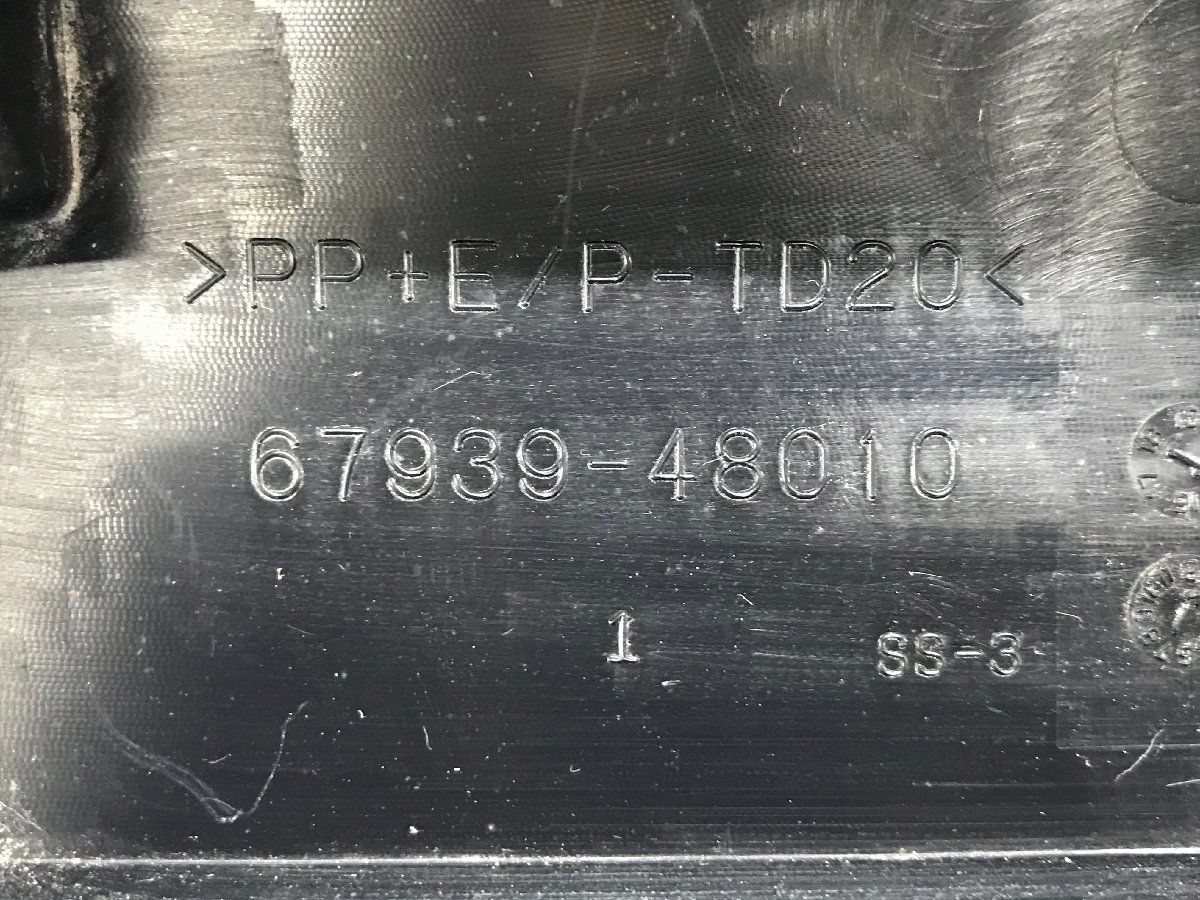 >PP+E/P-TD20<
67939-48010
1
SS-3